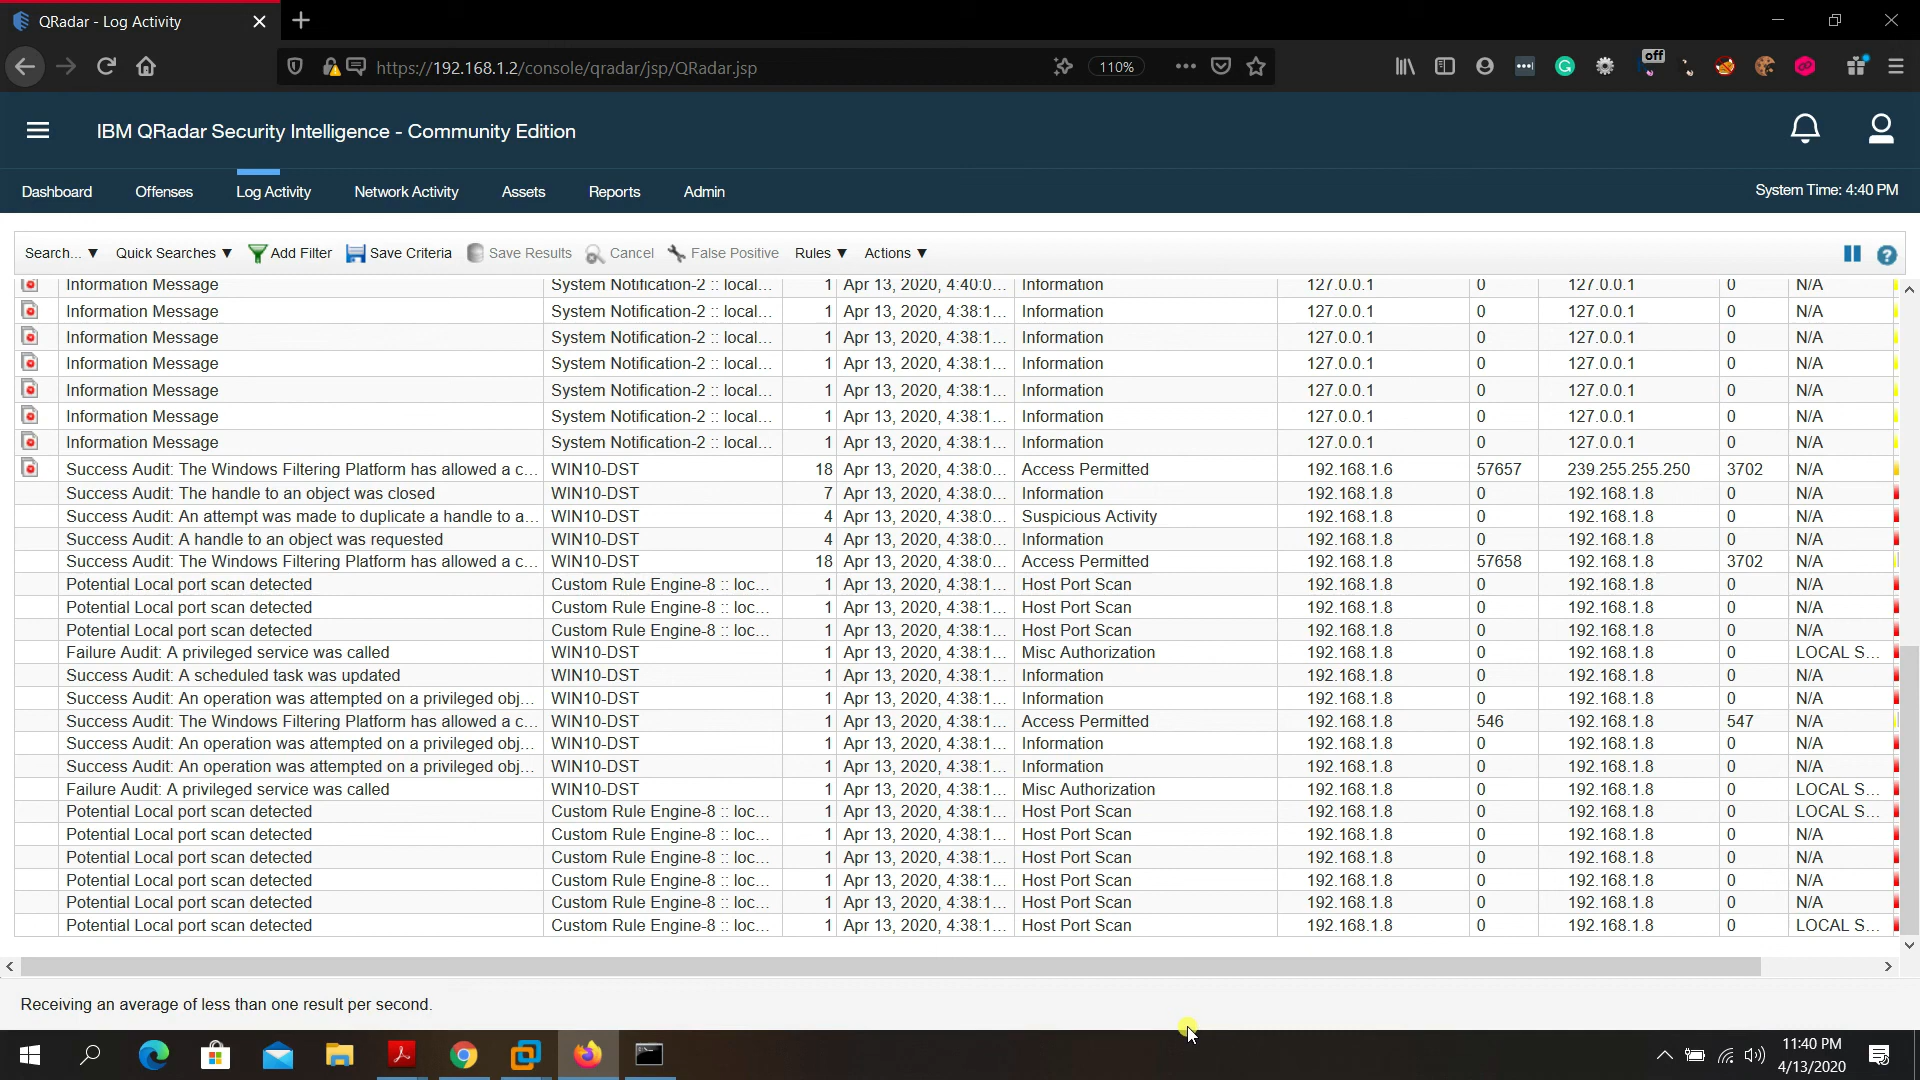 QRadar - Log Activity
https://192.168.1.2/console/qradar/jsp/QRadar.jsp 110% off
IBM QRadar Security Intelligence - Community Edition
Dashboard Offenses Log Activity Network Activity Assets Reports Admin System Time: 4:40 PM
Search... ▼ Quick Searches ▼ Add Filter Save Criteria Save Results Cancel False Positive Rules ▼ Actions ▼
Information Message System Notification-2 :: local... 1 Apr 13, 2020, 4:40:0... Information 127.0.0.1 0 127.0.0.1 0 N/A
Information Message System Notification-2 :: local... 1 Apr 13, 2020, 4:38:1... Information 127.0.0.1 0 127.0.0.1 0 N/A
Information Message System Notification-2 :: local... 1 Apr 13, 2020, 4:38:1... Information 127.0.0.1 0 127.0.0.1 0 N/A
Information Message System Notification-2 :: local... 1 Apr 13, 2020, 4:38:1... Information 127.0.0.1 0 127.0.0.1 0 N/A
Information Message System Notification-2 :: local... 1 Apr 13, 2020, 4:38:1... Information 127.0.0.1 0 127.0.0.1 0 N/A
Information Message System Notification-2 :: local... 1 Apr 13, 2020, 4:38:1... Information 127.0.0.1 0 127.0.0.1 0 N/A
Information Message System Notification-2 :: local... 1 Apr 13, 2020, 4:38:1... Information 127.0.0.1 0 127.0.0.1 0 N/A
Success Audit: The Windows Filtering Platform has allowed a c... WIN10-DST 18 Apr 13, 2020, 4:38:0... Access Permitted 192.168.1.6 57657 239.255.255.250 3702 N/A
Success Audit: The handle to an object was closed WIN10-DST 7 Apr 13, 2020, 4:38:0... Information 192.168.1.8 0 192.168.1.8 0 N/A
Success Audit: An attempt was made to duplicate a handle to a... WIN10-DST 4 Apr 13, 2020, 4:38:0... Suspicious Activity 192.168.1.8 0 192.168.1.8 0 N/A
Success Audit: A handle to an object was requested WIN10-DST 4 Apr 13, 2020, 4:38:0... Information 192.168.1.8 0 192.168.1.8 0 N/A
Success Audit: The Windows Filtering Platform has allowed a c... WIN10-DST 18 Apr 13, 2020, 4:38:0... Access Permitted 192.168.1.8 57658 192.168.1.8 3702 N/A
Potential Local port scan detected Custom Rule Engine-8 :: loc... 1 Apr 13, 2020, 4:38:1... Host Port Scan 192.168.1.8 0 192.168.1.8 0 N/A
Potential Local port scan detected Custom Rule Engine-8 :: loc... 1 Apr 13, 2020, 4:38:1... Host Port Scan 192.168.1.8 0 192.168.1.8 0 N/A
Potential Local port scan detected Custom Rule Engine-8 :: loc... 1 Apr 13, 2020, 4:38:1... Host Port Scan 192.168.1.8 0 192.168.1.8 0 N/A
Failure Audit: A privileged service was called WIN10-DST 1 Apr 13, 2020, 4:38:1... Misc Authorization 192.168.1.8 0 192.168.1.8 0 LOCAL S...
Success Audit: A scheduled task was updated WIN10-DST 1 Apr 13, 2020, 4:38:1... Information 192.168.1.8 0 192.168.1.8 0 N/A
Success Audit: An operation was attempted on a privileged obj... WIN10-DST 1 Apr 13, 2020, 4:38:1... Information 192.168.1.8 0 192.168.1.8 0 N/A
Success Audit: The Windows Filtering Platform has allowed a c... WIN10-DST 1 Apr 13, 2020, 4:38:1... Access Permitted 192.168.1.8 546 192.168.1.8 547 N/A
Success Audit: An operation was attempted on a privileged obj... WIN10-DST 1 Apr 13, 2020, 4:38:1... Information 192.168.1.8 0 192.168.1.8 0 N/A
Success Audit: An operation was attempted on a privileged obj... WIN10-DST 1 Apr 13, 2020, 4:38:1... Information 192.168.1.8 0 192.168.1.8 0 N/A
Failure Audit: A privileged service was called WIN10-DST 1 Apr 13, 2020, 4:38:1... Misc Authorization 192.168.1.8 0 192.168.1.8 0 LOCAL S...
Potential Local port scan detected Custom Rule Engine-8 :: loc... 1 Apr 13, 2020, 4:38:1... Host Port Scan 192.168.1.8 0 192.168.1.8 0 LOCAL S...
Potential Local port scan detected Custom Rule Engine-8 :: loc... 1 Apr 13, 2020, 4:38:1... Host Port Scan 192.168.1.8 0 192.168.1.8 0 N/A
Potential Local port scan detected Custom Rule Engine-8 :: loc... 1 Apr 13, 2020, 4:38:1... Host Port Scan 192.168.1.8 0 192.168.1.8 0 N/A
Potential Local port scan detected Custom Rule Engine-8 :: loc... 1 Apr 13, 2020, 4:38:1... Host Port Scan 192.168.1.8 0 192.168.1.8 0 N/A
Potential Local port scan detected Custom Rule Engine-8 :: loc... 1 Apr 13, 2020, 4:38:1... Host Port Scan 192.168.1.8 0 192.168.1.8 0 N/A
Potential Local port scan detected Custom Rule Engine-8 :: loc... 1 Apr 13, 2020, 4:38:1... Host Port Scan 192.168.1.8 0 192.168.1.8 0 LOCAL S...
Receiving an average of less than one result per second.
11:40 PM
4/13/2020